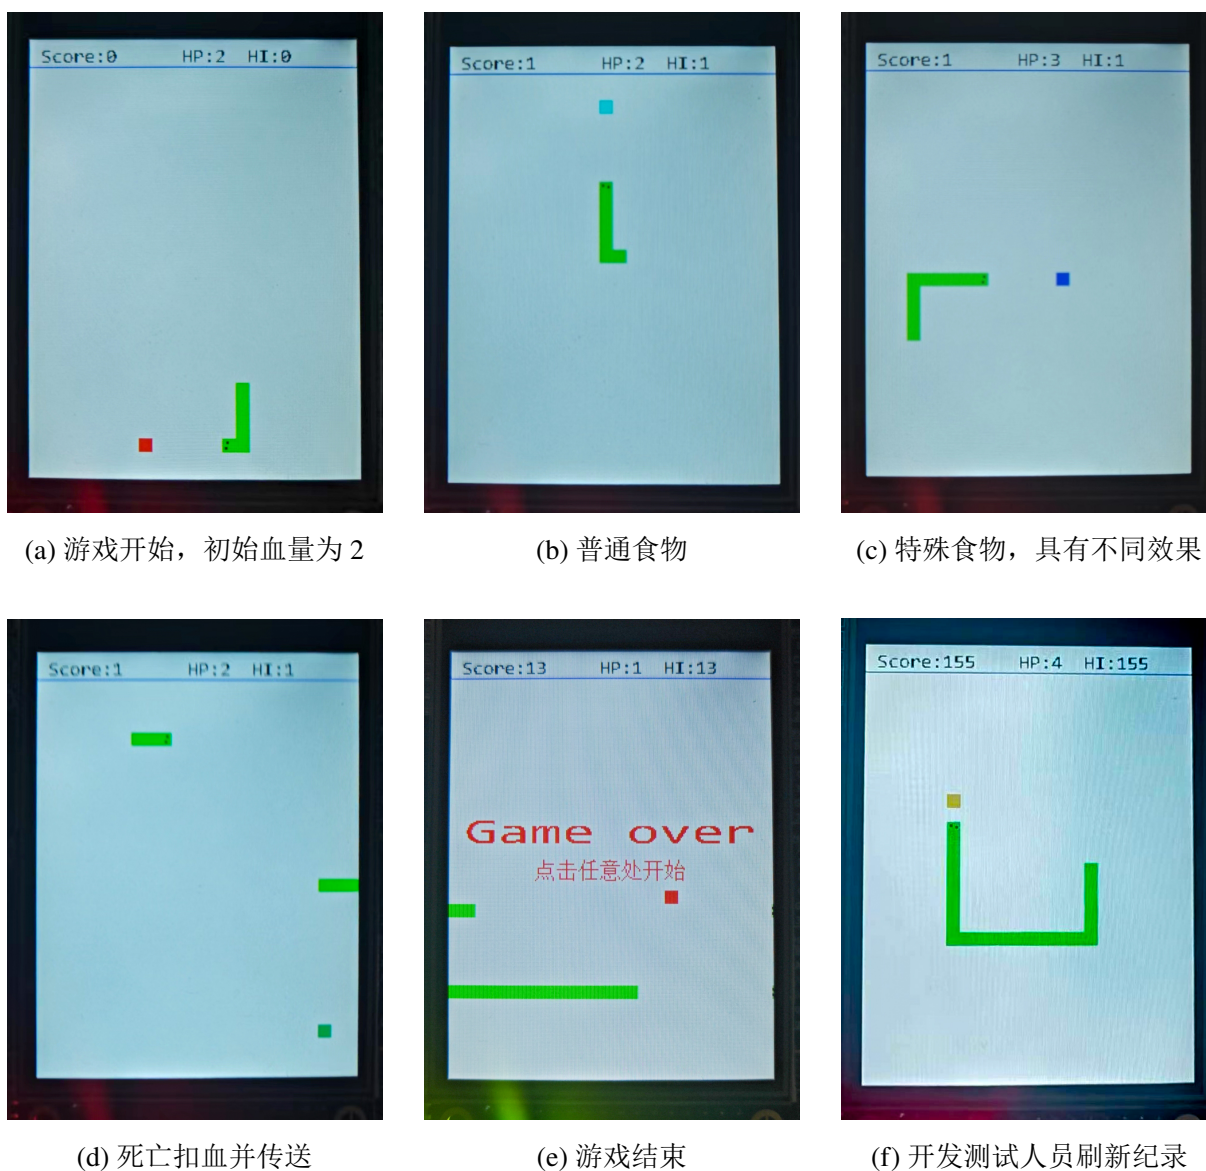 Score:0 HP:2 HI:0
Score:1 HP:2 HI:1
Score:1 HP:3 HI:1
(a) 游戏开始，初始血量为 2
(b) 普通食物
(c) 特殊食物，具有不同效果
Score:1 HP:2 HI:1
Score:13 HP:1 HI:13
Game over
点击任意处开始
Score:155 HP:4 HI:155
(d) 死亡扣血并传送
(e) 游戏结束
(f) 开发测试人员刷新纪录